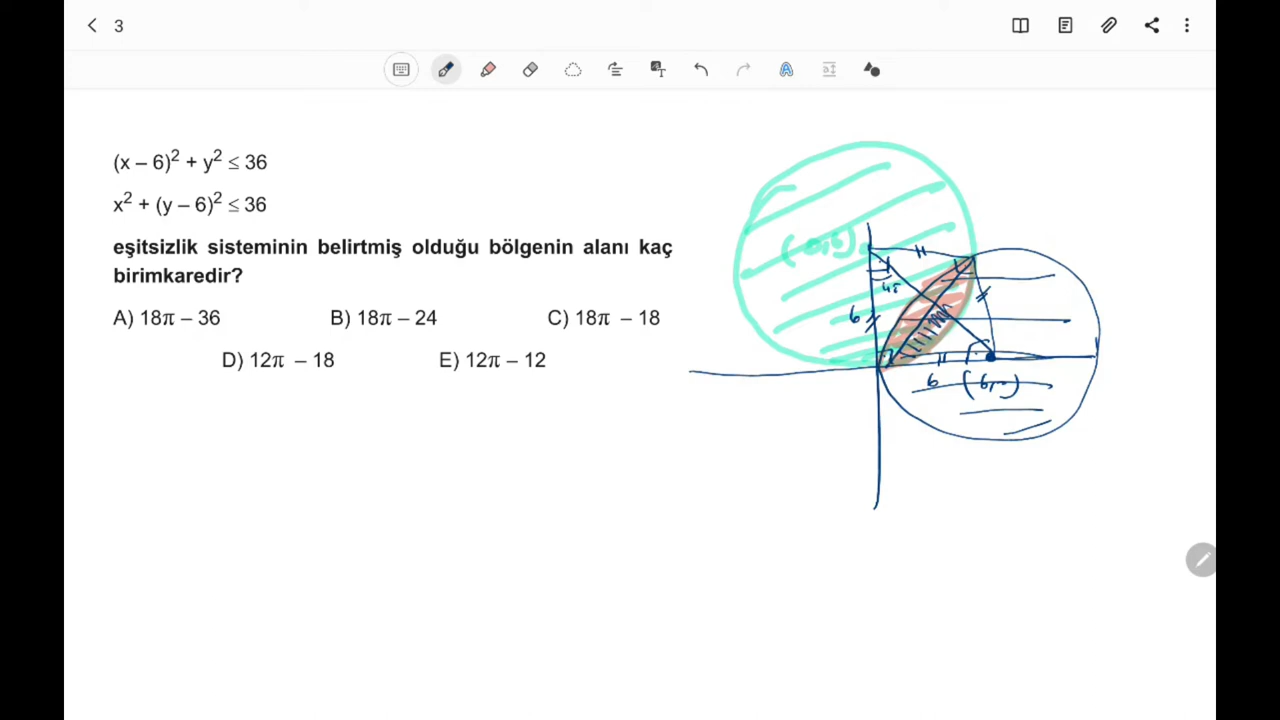 3
(x – 6)² + y² ≤ 36
x² + (y – 6)² ≤ 36
eşitsizlik sisteminin belirtmiş olduğu bölgenin alanı kaç
birimkaredir?
A) 18π – 36 B) 18π – 24 C) 18π – 18
D) 12π – 18 E) 12π – 12
(0,6)
45
6
6 (6,0)